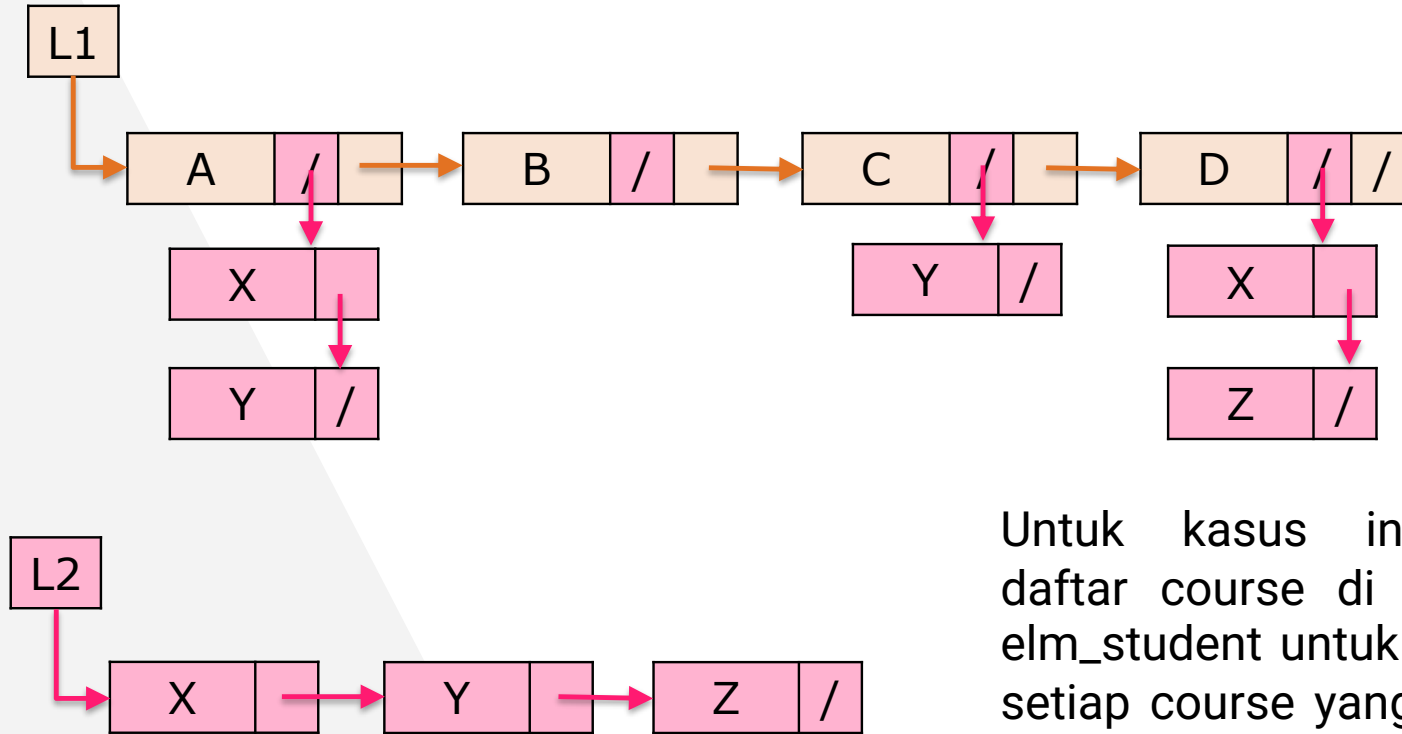 L1
A / B / C / D / /
X Y / X
Y / Z /
L2
X Y Z /
Untuk kasus in
daftar course di
elm_student untuk
setiap course yang